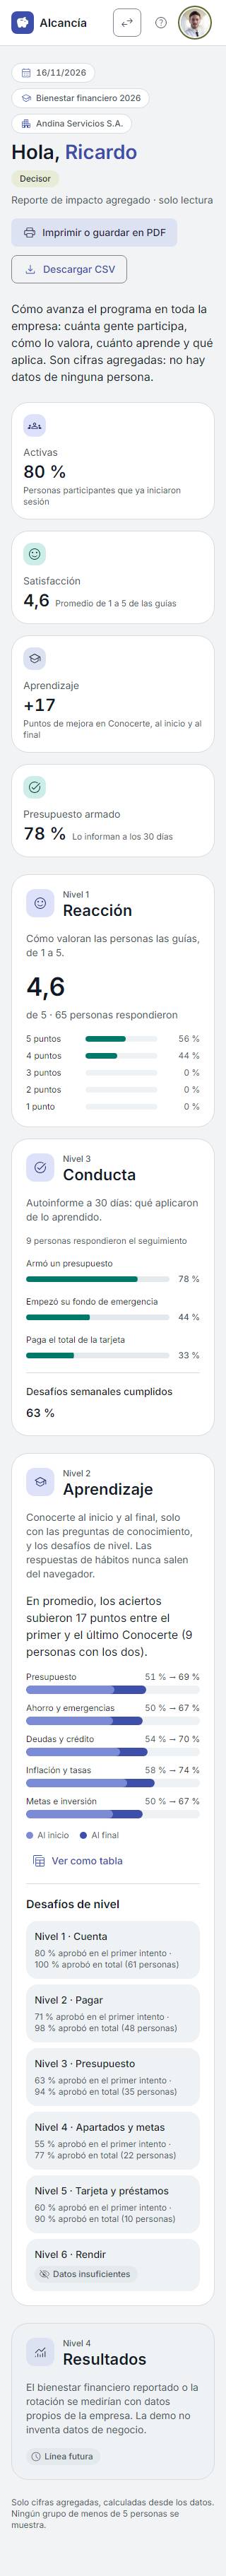 Alcancía
16/11/2026
Bienestar financiero 2026
Andina Servicios S.A.
Hola, Ricardo
Decisor
Reporte de impacto agregado · solo lectura
Imprimir o guardar en PDF
Descargar CSV
Cómo avanza el programa en toda la
empresa: cuánta gente participa,
cómo lo valora, cuánto aprende y qué
aplica. Son cifras agregadas: no hay
datos de ninguna persona.
Activas
80 %
Personas participantes que ya iniciaron
sesión
Satisfacción
4,6 Promedio de 1 a 5 de las guías
Aprendizaje
+17
Puntos de mejora en Conocerte, al inicio y al
final
Presupuesto armado
78 % Lo informan a los 30 días
Nivel 1
Reacción
Cómo valoran las personas las guías,
de 1 a 5.
4,6
de 5 · 65 personas respondieron
5 puntos 56 %
4 puntos 44 %
3 puntos 0 %
2 puntos 0 %
1 punto 0 %
Nivel 3
Conducta
Autoinforme a 30 días: qué aplicaron
de lo aprendido.
9 personas respondieron el seguimiento
Armó un presupuesto
78 %
Empezó su fondo de emergencia
44 %
Paga el total de la tarjeta
33 %
Desafíos semanales cumplidos
63 %
Nivel 2
Aprendizaje
Conocerte al inicio y al final, solo
con las preguntas de conocimiento,
y los desafíos de nivel. Las
respuestas de hábitos nunca salen
del navegador.
En promedio, los aciertos
subieron 17 puntos entre el
primer y el último Conocerte (9
personas con los dos).
Presupuesto 51 % → 69 %
Ahorro y emergencias 50 % → 67 %
Deudas y crédito 54 % → 70 %
Inflación y tasas 58 % → 74 %
Metas e inversión 50 % → 67 %
Al inicio Al final
Ver como tabla
Desafíos de nivel
Nivel 1 · Cuenta
80 % aprobó en el primer intento ·
100 % aprobó en total (61 personas)
Nivel 2 · Pagar
71 % aprobó en el primer intento ·
98 % aprobó en total (48 personas)
Nivel 3 · Presupuesto
63 % aprobó en el primer intento ·
94 % aprobó en total (35 personas)
Nivel 4 · Apartados y metas
55 % aprobó en el primer intento ·
77 % aprobó en total (22 personas)
Nivel 5 · Tarjeta y préstamos
60 % aprobó en el primer intento ·
90 % aprobó en total (10 personas)
Nivel 6 · Rendir
Datos insuficientes
Nivel 4
Resultados
El bienestar financiero reportado o la
rotación se medirían con datos
propios de la empresa. La demo no
inventa datos de negocio.
Línea futura
Solo cifras agregadas, calculadas desde los datos.
Ningún grupo de menos de 5 personas se
muestra.